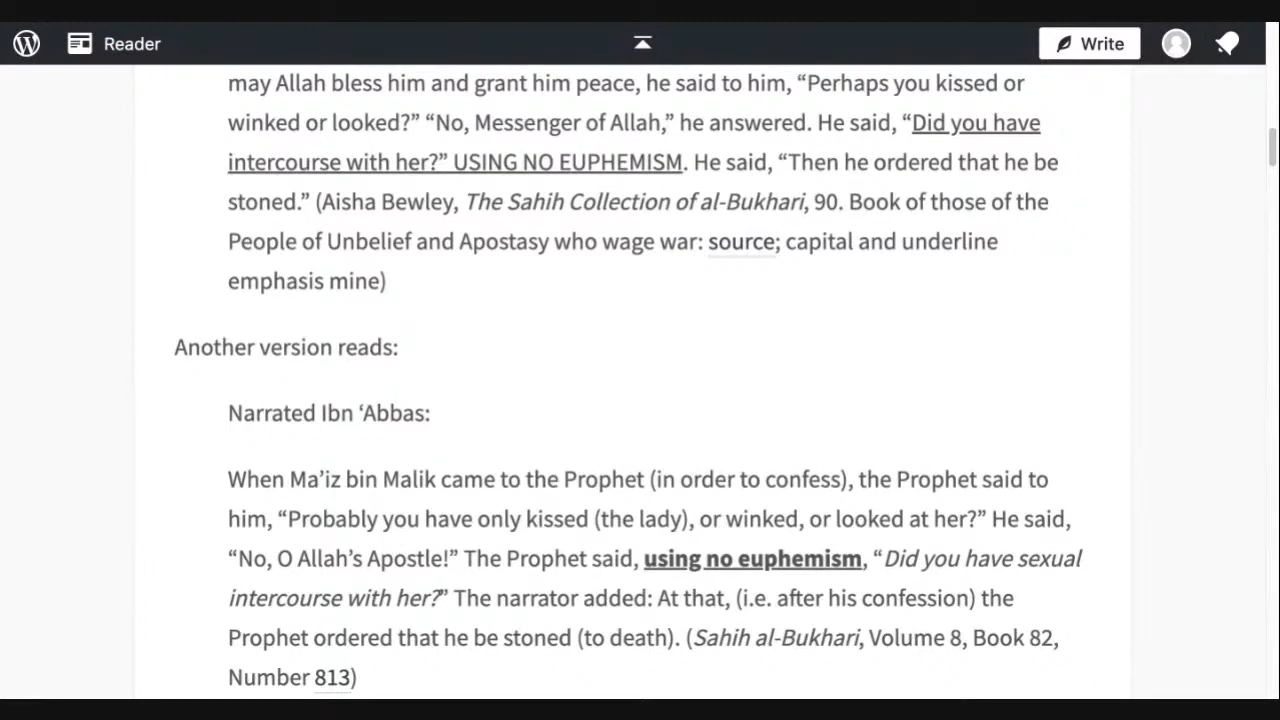 Reader
Write
may Allah bless him and grant him peace, he said to him, “Perhaps you kissed or
winked or looked?” “No, Messenger of Allah,” he answered. He said, “Did you have
intercourse with her?” USING NO EUPHEMISM. He said, “Then he ordered that he be
stoned.” (Aisha Bewley, The Sahih Collection of al-Bukhari, 90. Book of those of the
People of Unbelief and Apostasy who wage war: source; capital and underline
emphasis mine)
Another version reads:
Narrated Ibn ‘Abbas:
When Ma’iz bin Malik came to the Prophet (in order to confess), the Prophet said to
him, “Probably you have only kissed (the lady), or winked, or looked at her?” He said,
“No, O Allah’s Apostle!” The Prophet said, using no euphemism, “Did you have sexual
intercourse with her?” The narrator added: At that, (i.e. after his confession) the
Prophet ordered that he be stoned (to death). (Sahih al-Bukhari, Volume 8, Book 82,
Number 813)